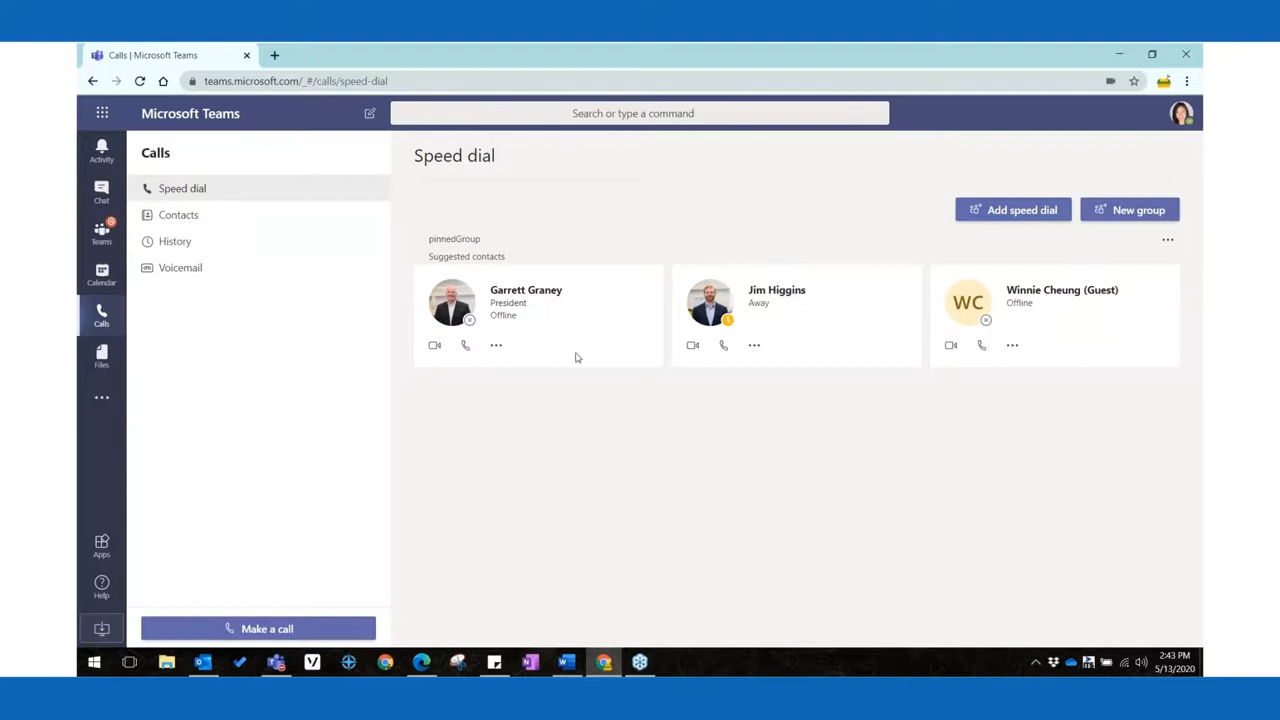 Calls | Microsoft Teams
teams.microsoft.com/_#/calls/speed-dial
Microsoft Teams
Search or type a command
Activity
Chat
Teams
Calendar
Calls
Files
Apps
Help
Calls
Speed dial
Contacts
History
Voicemail
Make a call
Speed dial
Add speed dial
New group
pinnedGroup
Suggested contacts
Garrett Graney
President
Offline
Jim Higgins
Away
WC
Winnie Cheung (Guest)
Offline
2:43 PM
5/13/2020